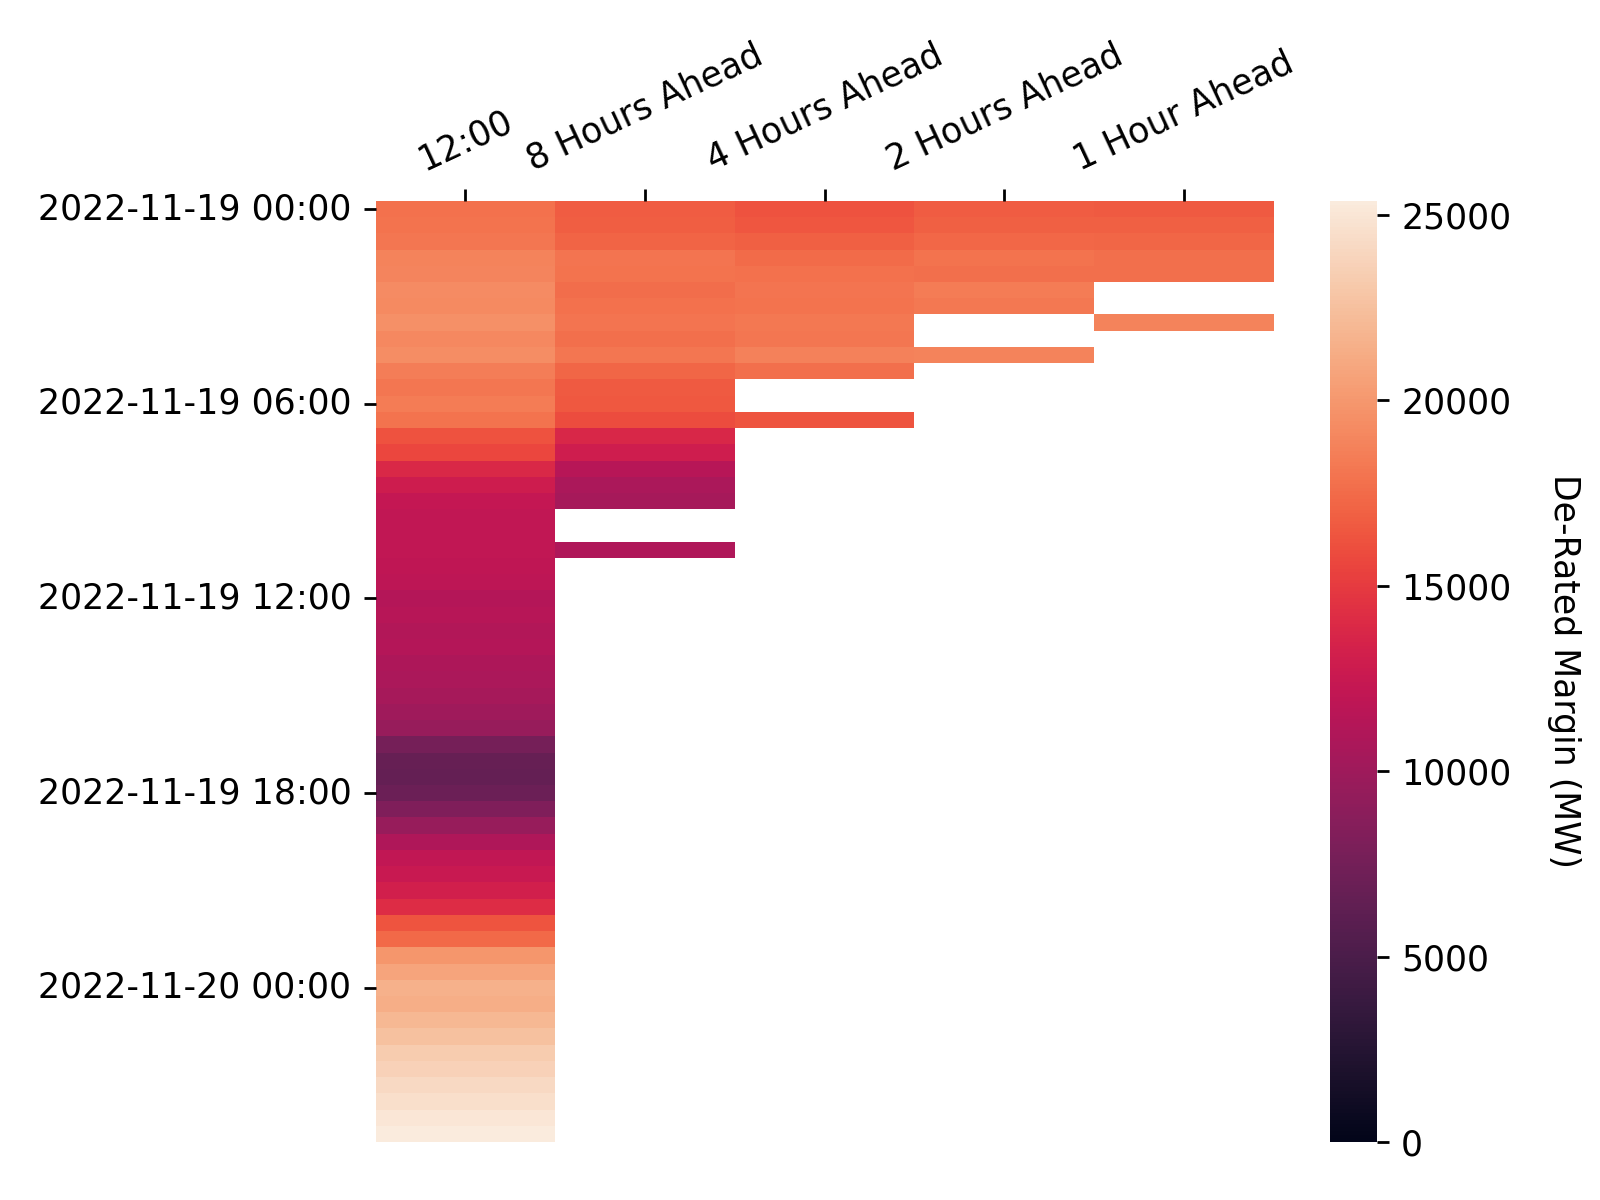 12:00
8 Hours Ahead
4 Hours Ahead
2 Hours Ahead
1 Hour Ahead
2022-11-19 00:00
2022-11-19 06:00
2022-11-19 12:00
2022-11-19 18:00
2022-11-20 00:00
25000
20000
15000
10000
5000
0
De-Rated Margin (MW)